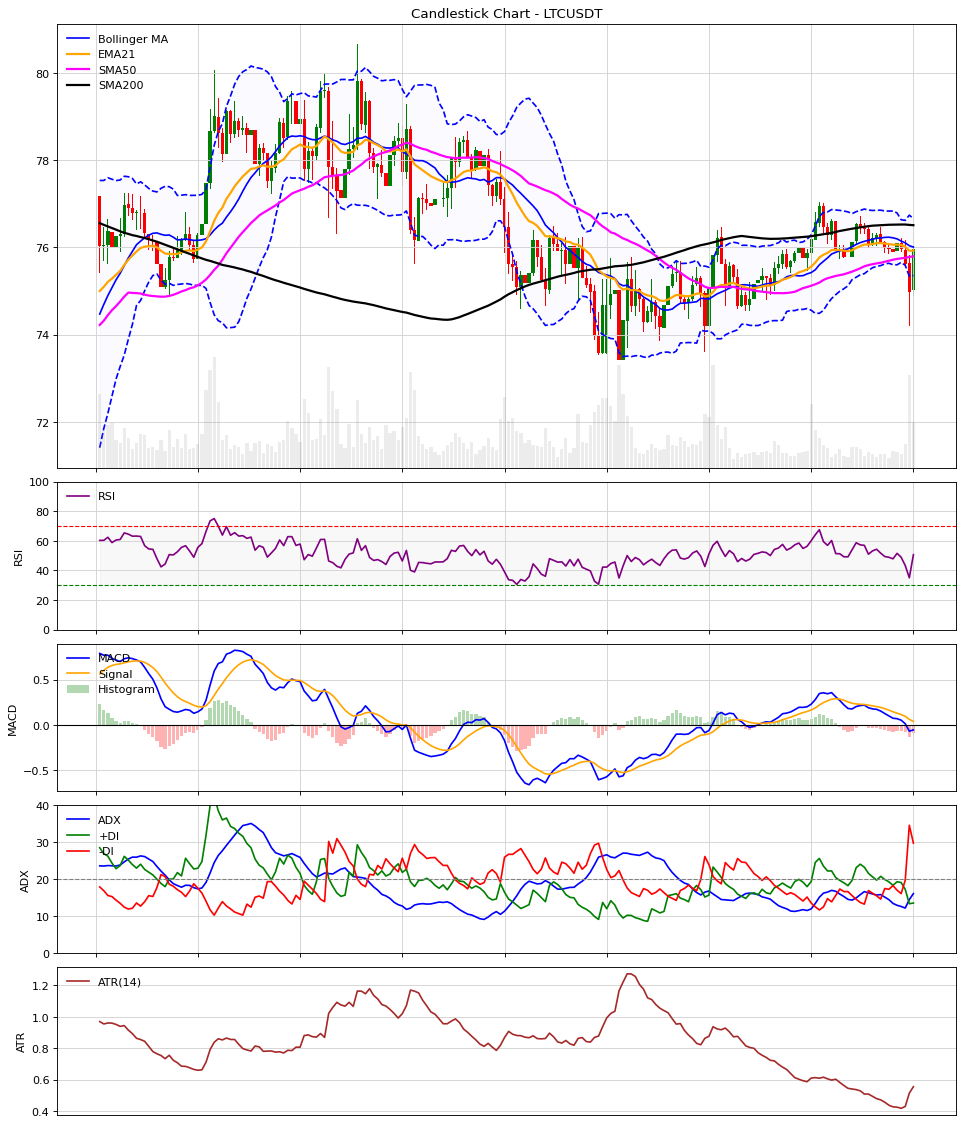 Candlestick Chart - LTCUSDT
Bollinger MA
EMA21
SMA50
SMA200
80
78
76
74
72
RSI
100
80
60
40
20
0
RSI
MACD
Signal
Histogram
0.5
0.0
−0.5
MACD
ADX
+DI
-DI
40
30
20
10
0
ADX
ATR(14)
1.2
1.0
0.8
0.6
0.4
ATR